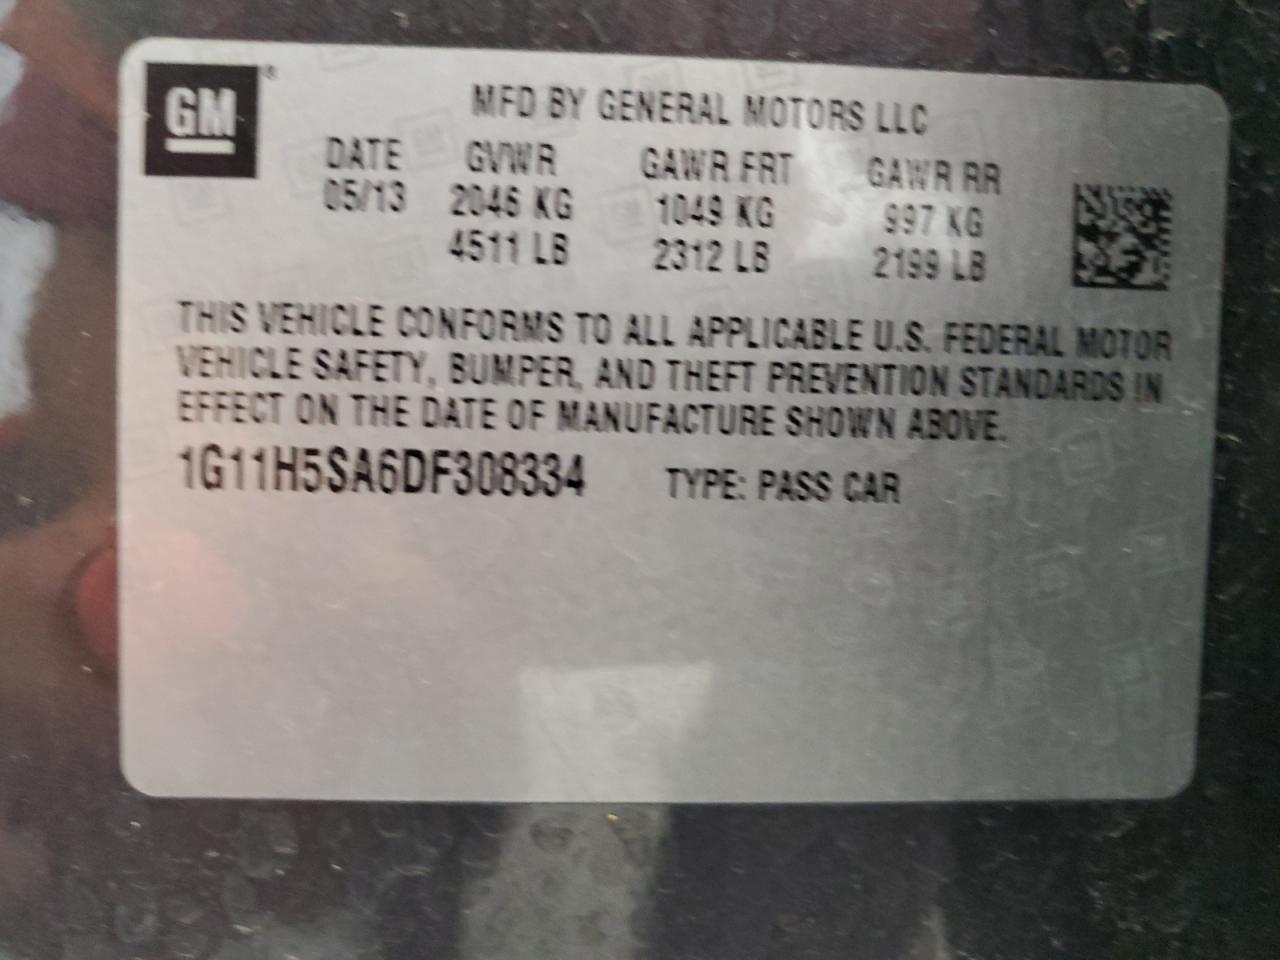 GM®
MFD BY GENERAL MOTORS LLC
DATE GVWR GAWR FRT GAWR RR
05/13 2046 KG 1049 KG 997 KG
4511 LB 2312 LB 2199 LB
THIS VEHICLE CONFORMS TO ALL APPLICABLE U.S. FEDERAL MOTOR
VEHICLE SAFETY, BUMPER, AND THEFT PREVENTION STANDARDS IN
EFFECT ON THE DATE OF MANUFACTURE SHOWN ABOVE.
1G11H5SA6DF308334 TYPE: PASS CAR